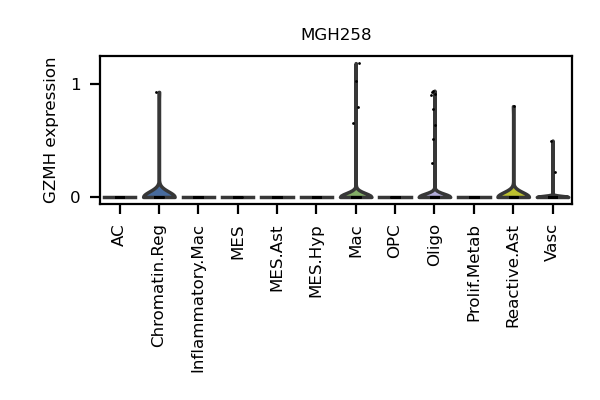 MGH258
GZMH expression
1
0
AC
Chromatin.Reg
Inflammatory.Mac
MES
MES.Ast
MES.Hyp
Mac
OPC
Oligo
Prolif.Metab
Reactive.Ast
Vasc